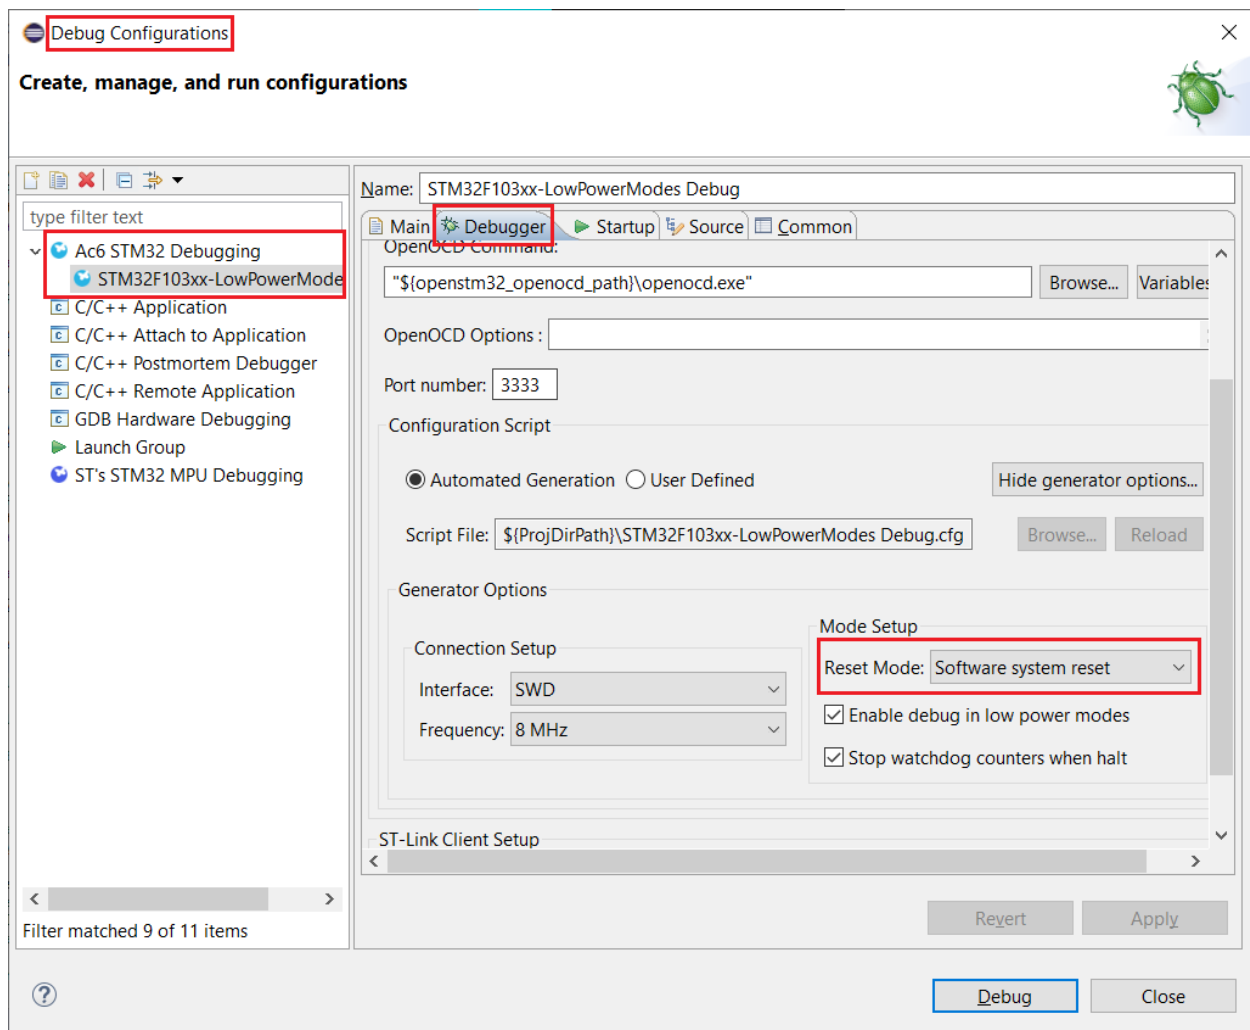 Debug Configurations
Create, manage, and run configurations
type filter text
Ac6 STM32 Debugging
STM32F103xx-LowPowerMode
C/C++ Application
C/C++ Attach to Application
C/C++ Postmortem Debugger
C/C++ Remote Application
GDB Hardware Debugging
Launch Group
ST's STM32 MPU Debugging
Filter matched 9 of 11 items
Name: STM32F103xx-LowPowerModes Debug
Main Debugger Startup Source Common
OpenOCD Command:
"${openstm32_openocd_path}\openocd.exe" Browse... Variables
OpenOCD Options :
Port number: 3333
Configuration Script
Automated Generation User Defined Hide generator options...
Script File: ${ProjDirPath}\STM32F103xx-LowPowerModes Debug.cfg Browse... Reload
Generator Options
Connection Setup
Interface: SWD
Frequency: 8 MHz
Mode Setup
Reset Mode: Software system reset
Enable debug in low power modes
Stop watchdog counters when halt
ST-Link Client Setup
Revert Apply
Debug Close